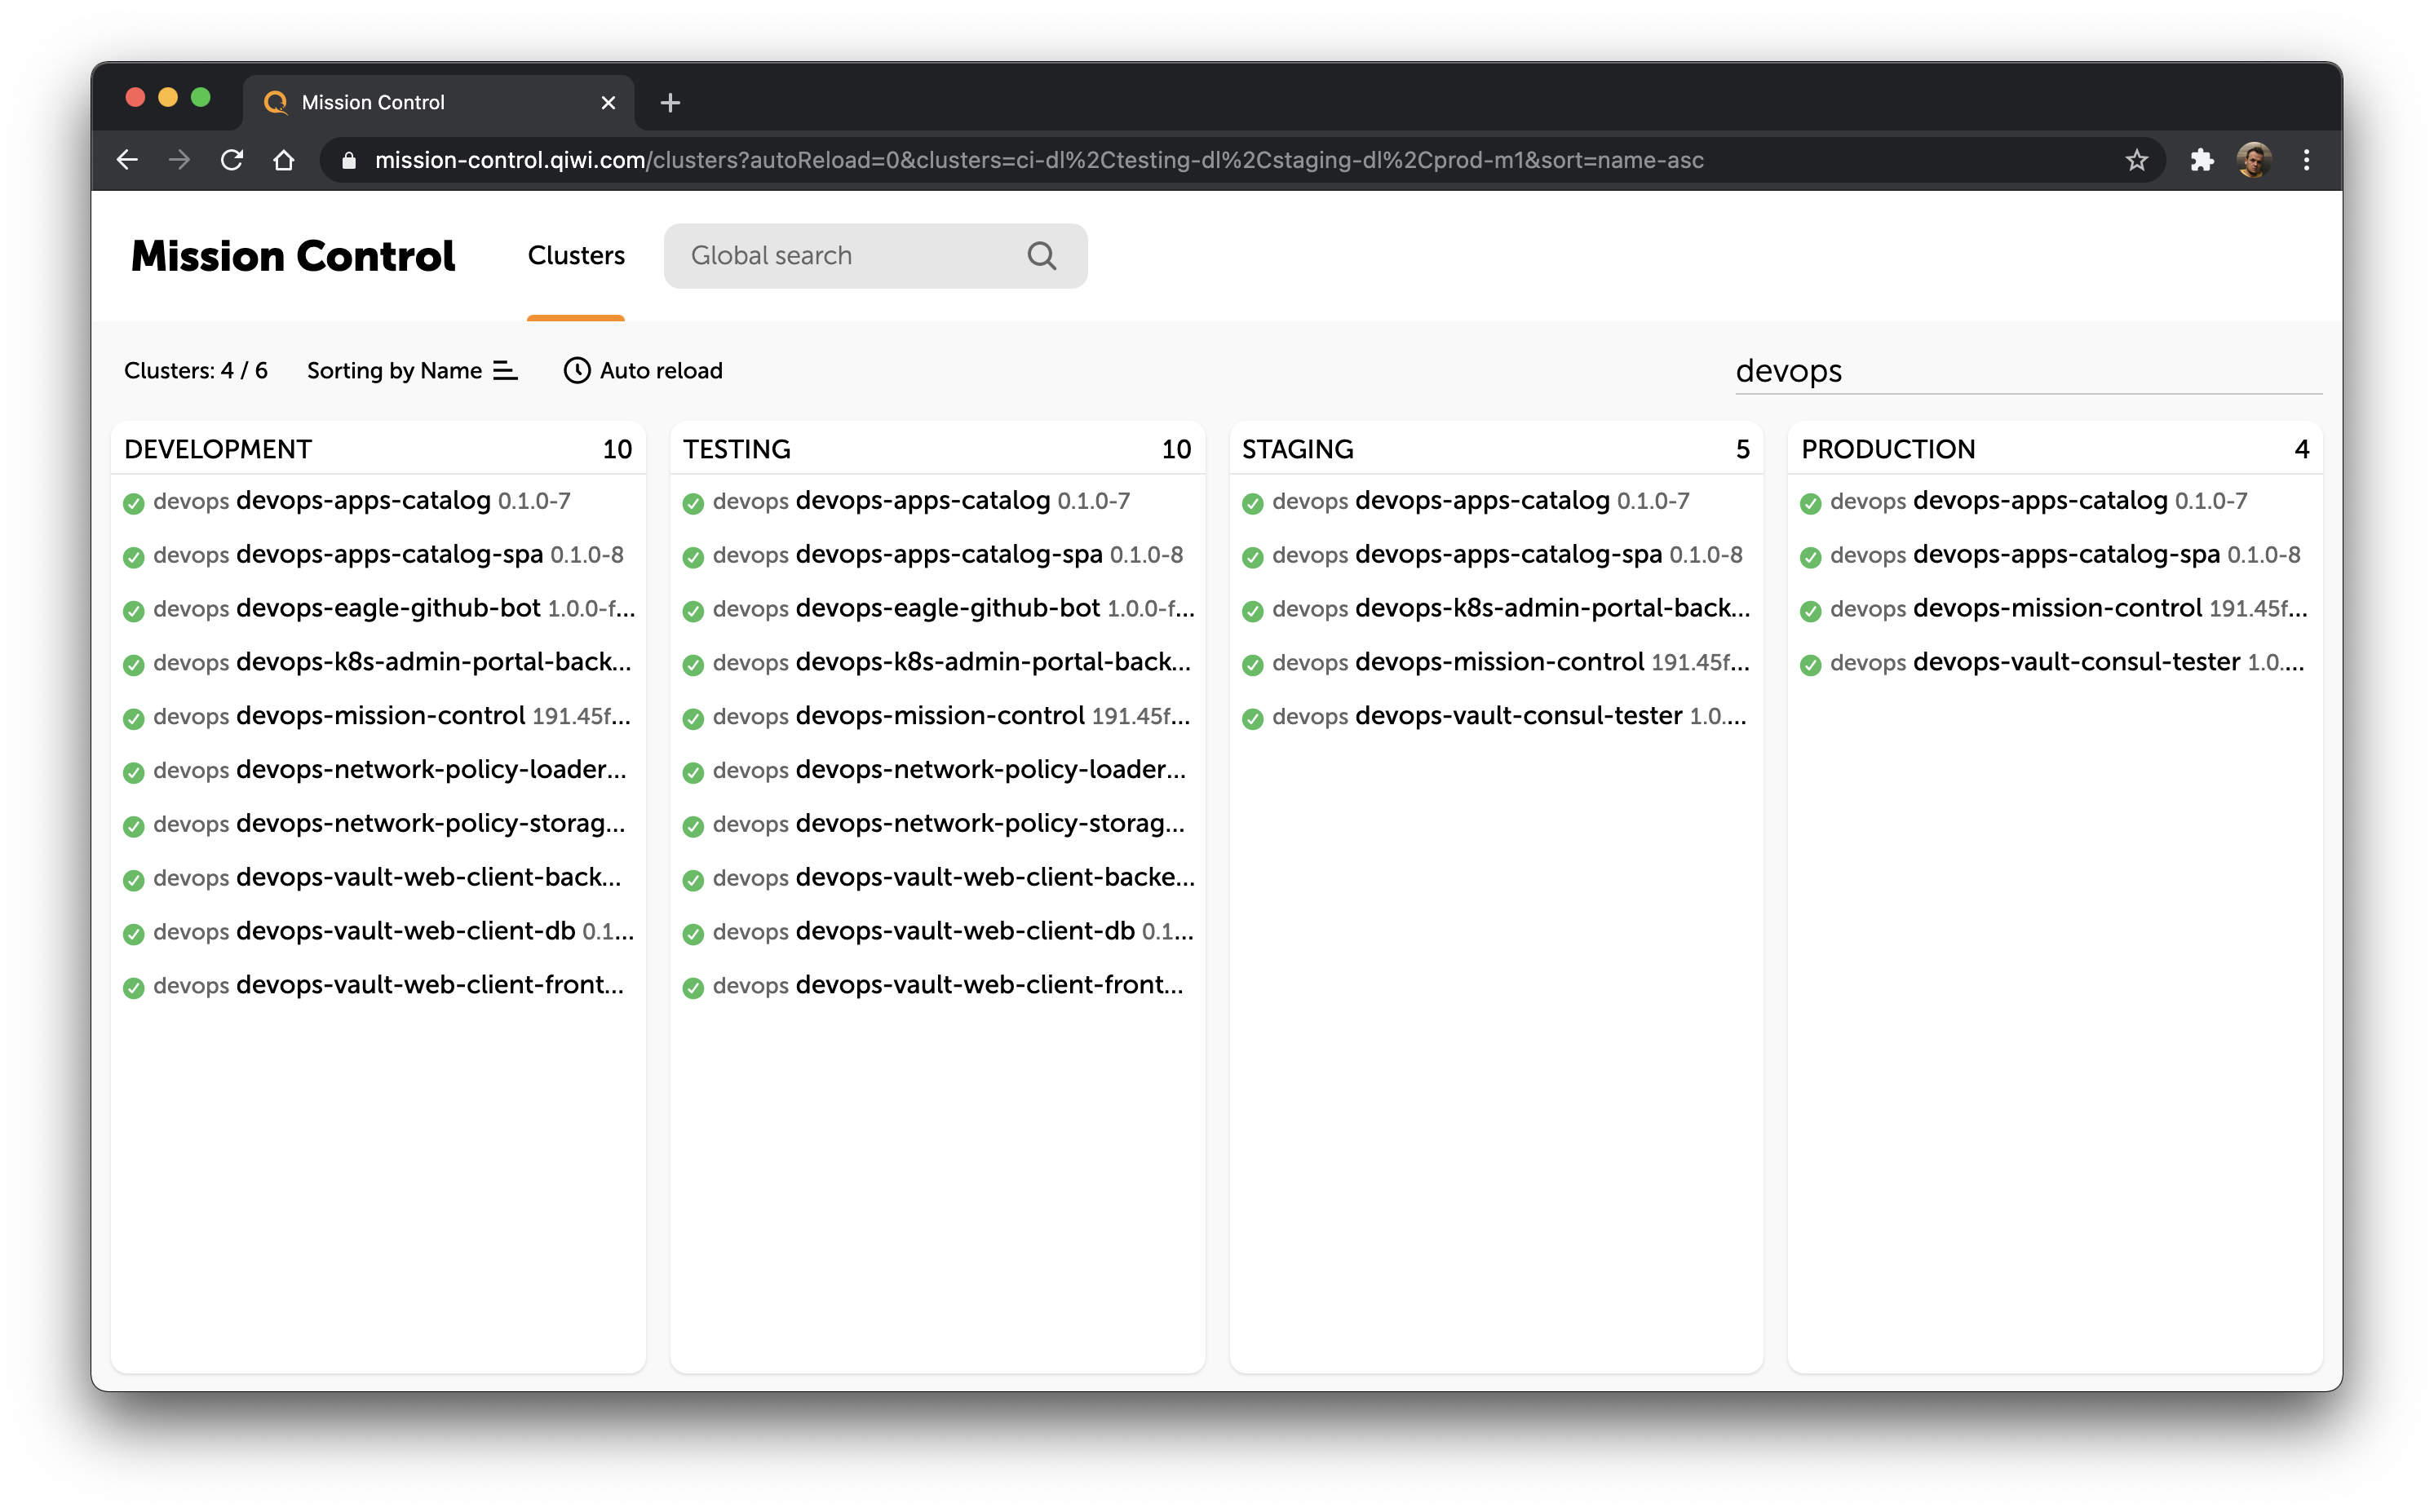 Mission Control
mission-control.qiwi.com/clusters?autoReload=0&clusters=ci-dl%2Ctesting-dl%2Cstaging-dl%2Cprod-m1&sort=name-asc
Mission Control
Clusters
Global search
Clusters: 4 / 6
Sorting by Name
Auto reload
devops
DEVELOPMENT 10
devops devops-apps-catalog 0.1.0-7
devops devops-apps-catalog-spa 0.1.0-8
devops devops-eagle-github-bot 1.0.0-f...
devops devops-k8s-admin-portal-back...
devops devops-mission-control 191.45f...
devops devops-network-policy-loader...
devops devops-network-policy-storag...
devops devops-vault-web-client-back...
devops devops-vault-web-client-db 0.1...
devops devops-vault-web-client-front...
TESTING 10
devops devops-apps-catalog 0.1.0-7
devops devops-apps-catalog-spa 0.1.0-8
devops devops-eagle-github-bot 1.0.0-f...
devops devops-k8s-admin-portal-back...
devops devops-mission-control 191.45f...
devops devops-network-policy-loader...
devops devops-network-policy-storag...
devops devops-vault-web-client-backe...
devops devops-vault-web-client-db 0.1...
devops devops-vault-web-client-front...
STAGING 5
devops devops-apps-catalog 0.1.0-7
devops devops-apps-catalog-spa 0.1.0-8
devops devops-k8s-admin-portal-back...
devops devops-mission-control 191.45f...
devops devops-vault-consul-tester 1.0....
PRODUCTION 4
devops devops-apps-catalog 0.1.0-7
devops devops-apps-catalog-spa 0.1.0-8
devops devops-mission-control 191.45f...
devops devops-vault-consul-tester 1.0....